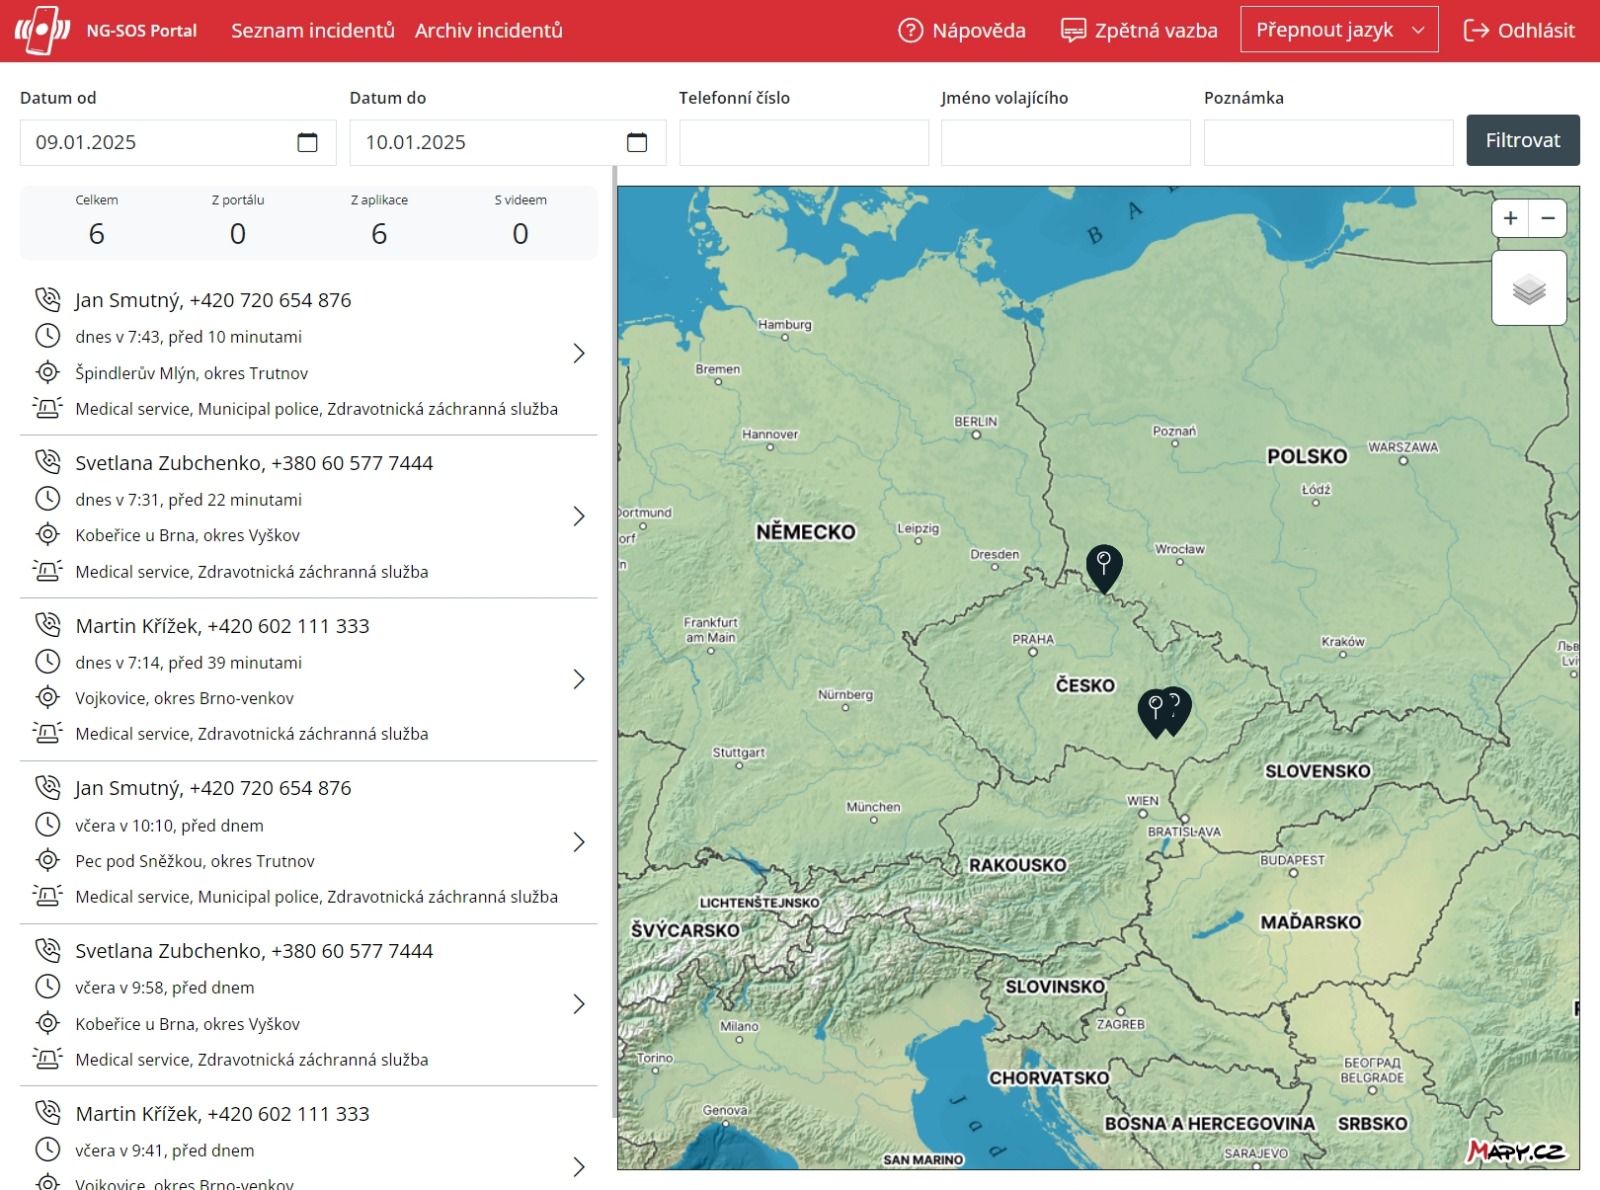 NG-SOS Portal
Seznam incidentů
Archiv incidentů
Nápověda
Zpětná vazba
Přepnout jazyk
Odhlásit
Datum od
Datum do
Telefonní číslo
Jméno volajícího
Poznámka
09.01.2025
10.01.2025
Filtrovat
Celkem
Z portálu
Z aplikace
S videem
6
0
6
0
Jan Smutný, +420 720 654 876
dnes v 7:43, před 10 minutami
Špindlerův Mlýn, okres Trutnov
Medical service, Municipal police, Zdravotnická záchranná služba
Svetlana Zubchenko, +380 60 577 7444
dnes v 7:31, před 22 minutami
Kobeřice u Brna, okres Vyškov
Medical service, Zdravotnická záchranná služba
Martin Křížek, +420 602 111 333
dnes v 7:14, před 39 minutami
Vojkovice, okres Brno-venkov
Medical service, Zdravotnická záchranná služba
Jan Smutný, +420 720 654 876
včera v 10:10, před dnem
Pec pod Sněžkou, okres Trutnov
Medical service, Municipal police, Zdravotnická záchranná služba
Svetlana Zubchenko, +380 60 577 7444
včera v 9:58, před dnem
Kobeřice u Brna, okres Vyškov
Medical service, Zdravotnická záchranná služba
Martin Křížek, +420 602 111 333
včera v 9:41, před dnem
Vojkovice, okres Brno-venkov
B A
+ −
Hamburg
Bremen
BERLIN
Hannover
Poznań
POLSKO
WARSZAWA
Łódź
Dortmund
NĚMECKO
Leipzig
Dresden
Wrocław
Frankfurt
am Main
PRAHA
Kraków
ČESKO
Nürnberg
Stuttgart
SLOVENSKO
München
WIEN
BRATISLAVA
RAKOUSKO
BUDAPEST
LICHTENŠTEJNSKO
ŠVÝCARSKO
MAĎARSKO
SLOVINSKO
ZAGREB
Milano
Torino
CHORVATSKO
БЕОГРАД
BELGRADE
Genova
J a d
BOSNA A HERCEGOVINA
SRBSKO
SAN MARINO
SARAJEVO
Mapy.cz